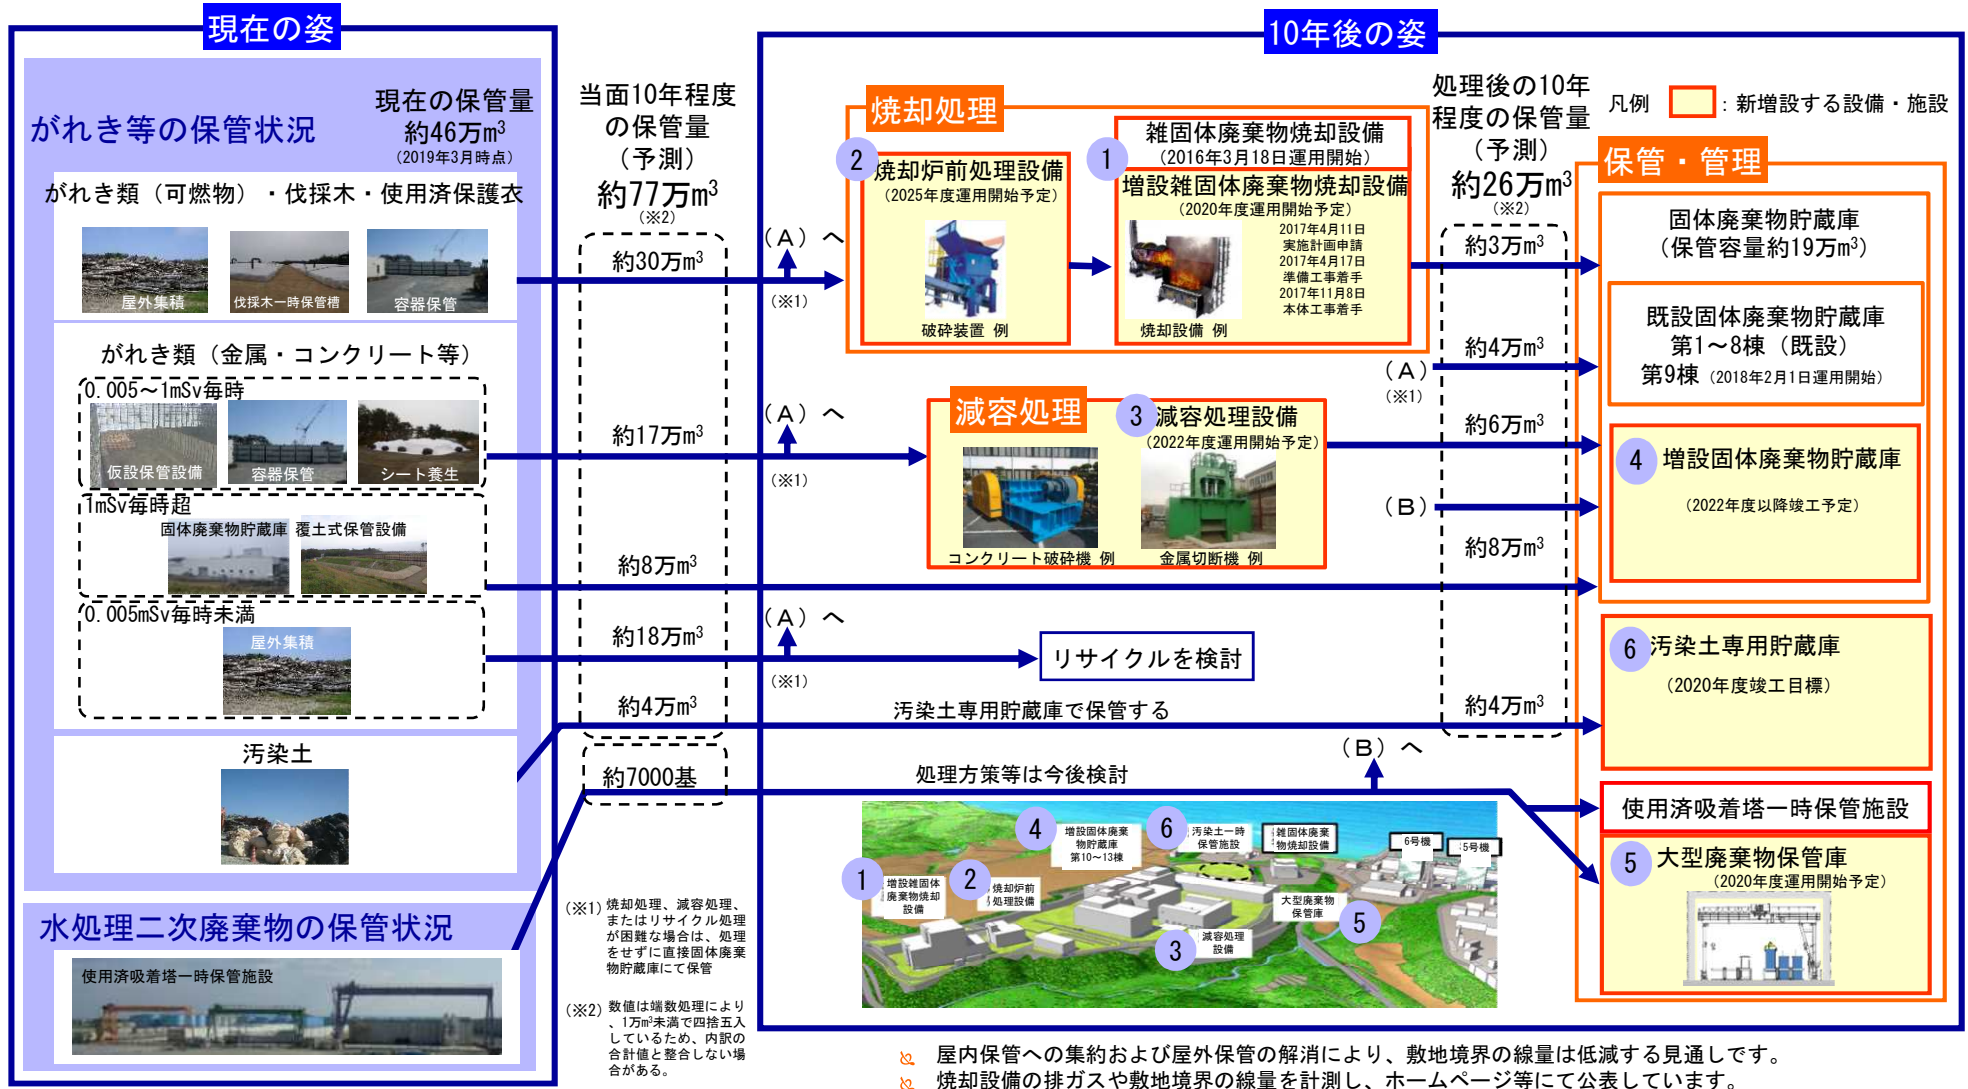 現在の姿
がれき等の保管状況
現在の保管量
約46万m³
(2019年3月時点)
がれき類（可燃物）・伐採木・使用済保護衣
屋外集積
伐採木一時保管槽
容器保管
がれき類（金属・コンクリート等）
0.005～1mSv毎時
仮設保管設備
容器保管
シート養生
1mSv毎時超
固体廃棄物貯蔵庫
覆土式保管設備
0.005mSv毎時未満
屋外集積
汚染土
水処理二次廃棄物の保管状況
使用済吸着塔一時保管施設
当面10年程度
の保管量
（予測）
約77万m³
(※2)
約30万m³
約17万m³
約8万m³
約18万m³
約4万m³
約7000基
(※1) 焼却処理、減容処理、
またはリサイクル処理
が困難な場合は、処理
をせずに直接固体廃棄
物貯蔵庫にて保管
(※2) 数値は端数処理により
、1万m³未満で四捨五入
しているため、内訳の
合計値と整合しない場
合がある。
10年後の姿
（A）へ
(※1)
焼却処理
2
焼却炉前処理設備
(2025年度運用開始予定)
破砕装置 例
1
雑固体廃棄物焼却設備
(2016年3月18日運用開始)
増設雑固体廃棄物焼却設備
(2020年度運用開始予定)
2017年4月11日
実施計画申請
2017年4月17日
準備工事着手
2017年11月8日
本体工事着手
焼却設備 例
（A）へ
(※1)
減容処理
3
減容処理設備
(2022年度運用開始予定)
コンクリート破砕機 例
金属切断機 例
（A）へ
(※1)
リサイクルを検討
汚染土専用貯蔵庫で保管する
処理方策等は今後検討
（B）へ
処理後の10年
程度の保管量
（予測）
約26万m³
(※2)
約3万m³
約4万m³
（A）
(※1)
約6万m³
（B）
約8万m³
約4万m³
凡例
：新増設する設備・施設
保管・管理
固体廃棄物貯蔵庫
(保管容量約19万m³)
既設固体廃棄物貯蔵庫
第1～8棟（既設）
第9棟（2018年2月1日運用開始）
4
増設固体廃棄物貯蔵庫
(2022年度以降竣工予定)
6
汚染土専用貯蔵庫
(2020年度竣工目標)
使用済吸着塔一時保管施設
5
大型廃棄物保管庫
(2020年度運用開始予定)
4
増設固体廃棄
物貯蔵庫
第10～13棟
6
汚染土一時
保管施設
雑固体廃棄
物焼却設備
6号機
5号機
1
増設雑固体
廃棄物焼却
設備
2
焼却炉前
処理設備
大型廃棄物
保管庫
5
3
減容処理
設備
屋内保管への集約および屋外保管の解消により、敷地境界の線量は低減する見通しです。
焼却設備の排ガスや敷地境界の線量を計測し、ホームページ等にて公表しています。